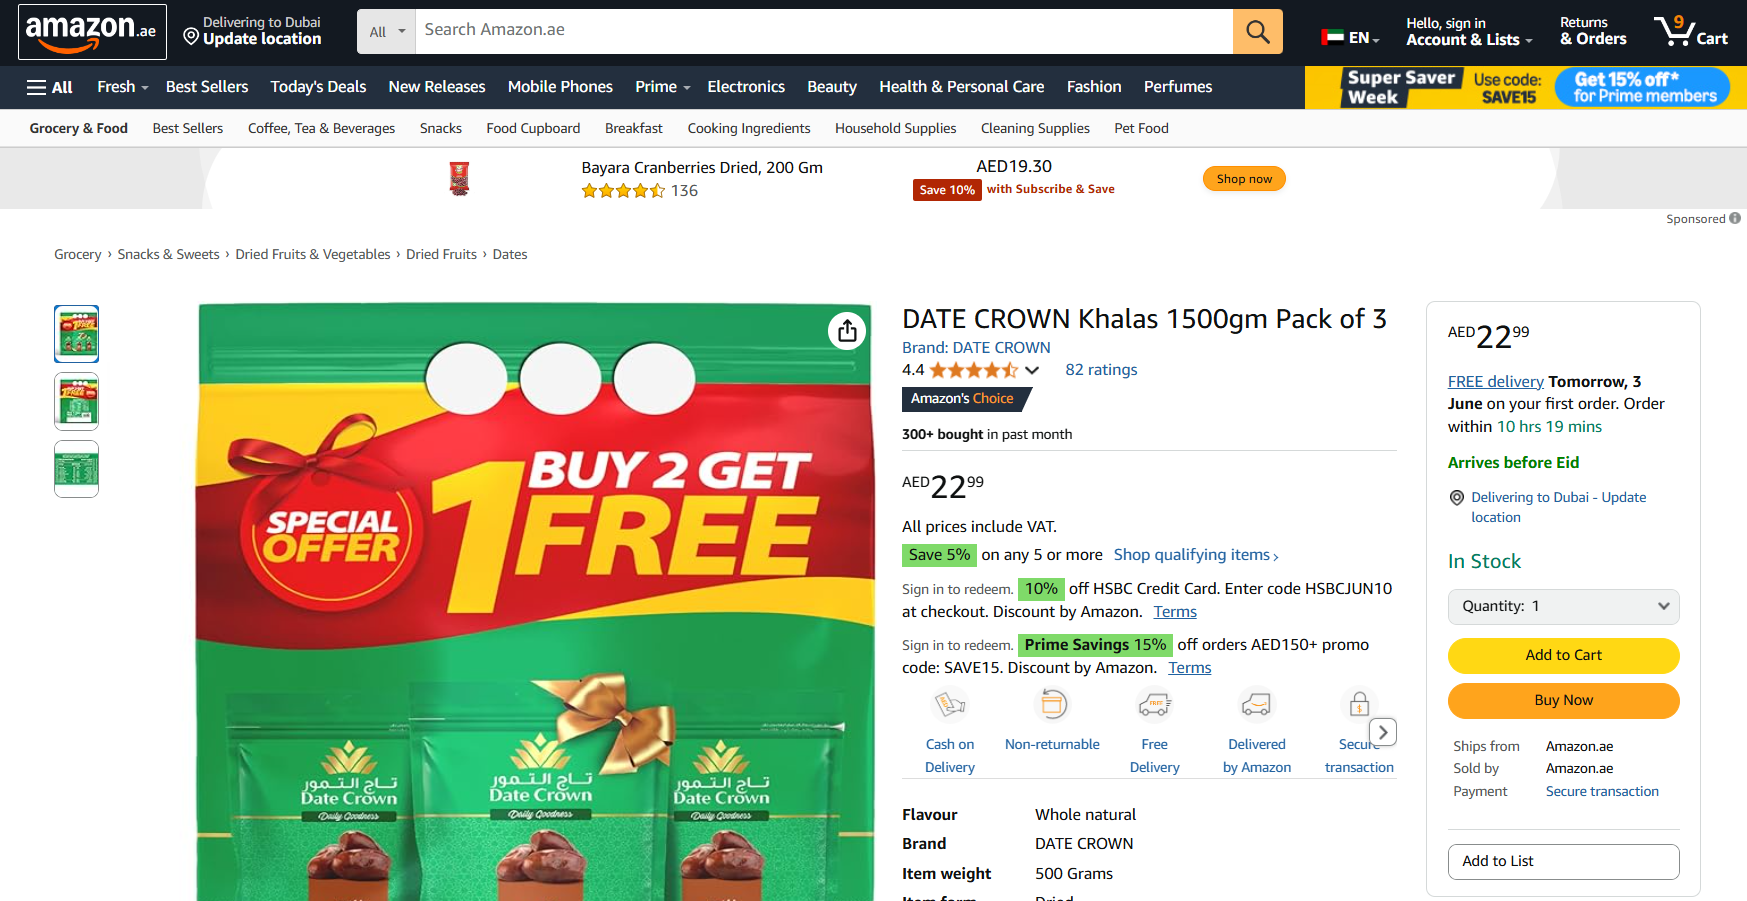 amazon.ae
Delivering to Dubai
Update location
All
Search Amazon.ae
EN
Hello, sign in
Account & Lists
Returns
& Orders
9
Cart
All
Fresh
Best Sellers
Today's Deals
New Releases
Mobile Phones
Prime
Electronics
Beauty
Health & Personal Care
Fashion
Perfumes
Super Saver
Week
Use code:
SAVE15
Get 15% off*
for Prime members
Grocery & Food
Best Sellers
Coffee, Tea & Beverages
Snacks
Food Cupboard
Breakfast
Cooking Ingredients
Household Supplies
Cleaning Supplies
Pet Food
Bayara Cranberries Dried, 200 Gm
136
AED19.30
Save 10% with Subscribe & Save
Shop now
Sponsored
Grocery › Snacks & Sweets › Dried Fruits & Vegetables › Dried Fruits › Dates
SPECIAL
OFFER
BUY 2 GET
1 FREE
تاج التمور
Date Crown
Daily Goodness
تاج التمور
Date Crown
Daily Goodness
تاج التمور
Date Crown
Daily Goodness
DATE CROWN Khalas 1500gm Pack of 3
Brand: DATE CROWN
4.4
82 ratings
Amazon's Choice
300+ bought in past month
AED22.99
All prices include VAT.
Save 5% on any 5 or more Shop qualifying items ›
Sign in to redeem. 10% off HSBC Credit Card. Enter code HSBCJUN10
at checkout. Discount by Amazon. Terms
Sign in to redeem. Prime Savings 15% off orders AED150+ promo
code: SAVE15. Discount by Amazon. Terms
Cash on
Delivery
Non-returnable
FREE
Free
Delivery
Delivered
by Amazon
Secure
transaction
Flavour Whole natural
Brand DATE CROWN
Item weight 500 Grams
Item form Dried
AED22.99
FREE delivery Tomorrow, 3
June on your first order. Order
within 10 hrs 19 mins
Arrives before Eid
Delivering to Dubai - Update
location
In Stock
Quantity: 1
Add to Cart
Buy Now
Ships from Amazon.ae
Sold by Amazon.ae
Payment Secure transaction
Add to List